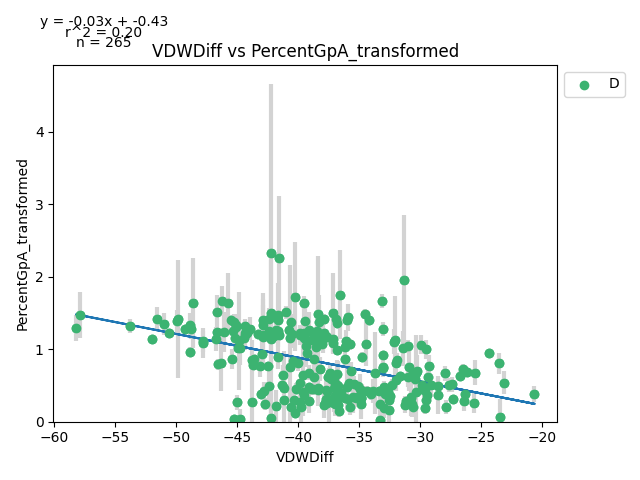 y = -0.03x + -0.43
r^2 = 0.20
n = 265
VDWDiff vs PercentGpA_transformed
D
PercentGpA_transformed
4
3
2
1
0
−60 −55 −50 −45 −40 −35 −30 −25 −20
VDWDiff